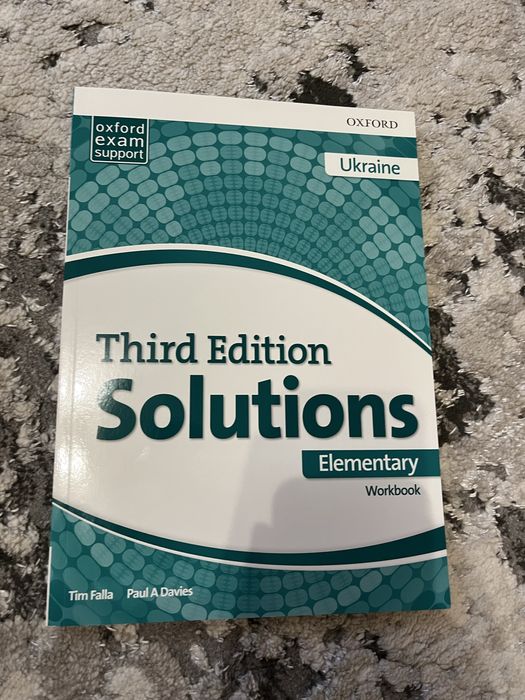 oxford
exam
support
OXFORD
Ukraine
Third Edition
Solutions
Elementary
Workbook
Tim Falla Paul A Davies